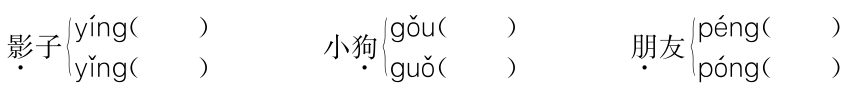 影子 yíng( ) 小狗 gǒu( ) 朋友 péng( )
yǐng( ) guǒ( ) póng( )